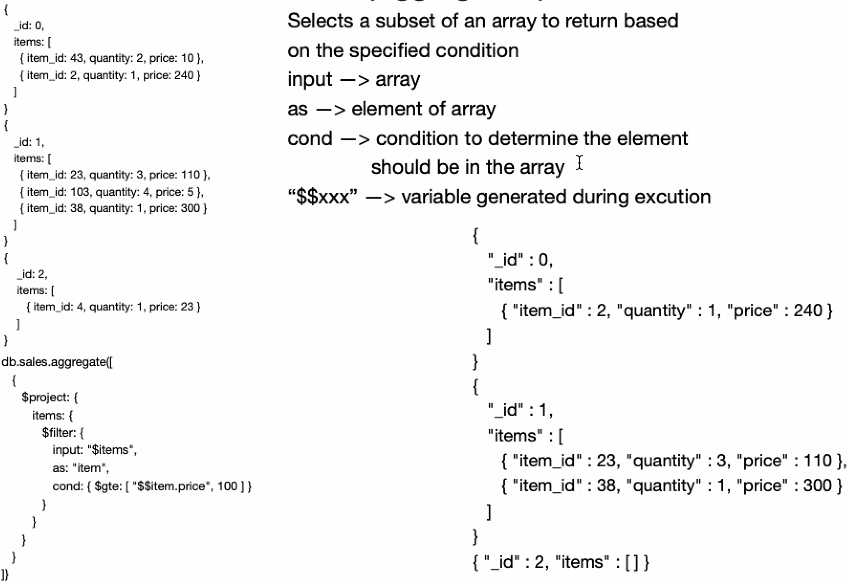 {
_id: 0,
items: [
{ item_id: 43, quantity: 2, price: 10 },
{ item_id: 2, quantity: 1, price: 240 }
]
}
{
_id: 1,
items: [
{ item_id: 23, quantity: 3, price: 110 },
{ item_id: 103, quantity: 4, price: 5 },
{ item_id: 38, quantity: 1, price: 300 }
]
}
{
_id: 2,
items: [
{ item_id: 4, quantity: 1, price: 23 }
]
}
db.sales.aggregate([
{
$project: {
items: {
$filter: {
input: "$items",
as: "item",
cond: { $gte: [ "$$item.price", 100 ] }
}
}
}
}
])
Selects a subset of an array to return based
on the specified condition
input —> array
as —> element of array
cond —> condition to determine the element
should be in the array
“$$xxx” —> variable generated during excution
{
"_id" : 0,
"items" : [
{ "item_id" : 2, "quantity" : 1, "price" : 240 }
]
}
{
"_id" : 1,
"items" : [
{ "item_id" : 23, "quantity" : 3, "price" : 110 },
{ "item_id" : 38, "quantity" : 1, "price" : 300 }
]
}
{ "_id" : 2, "items" : [ ] }